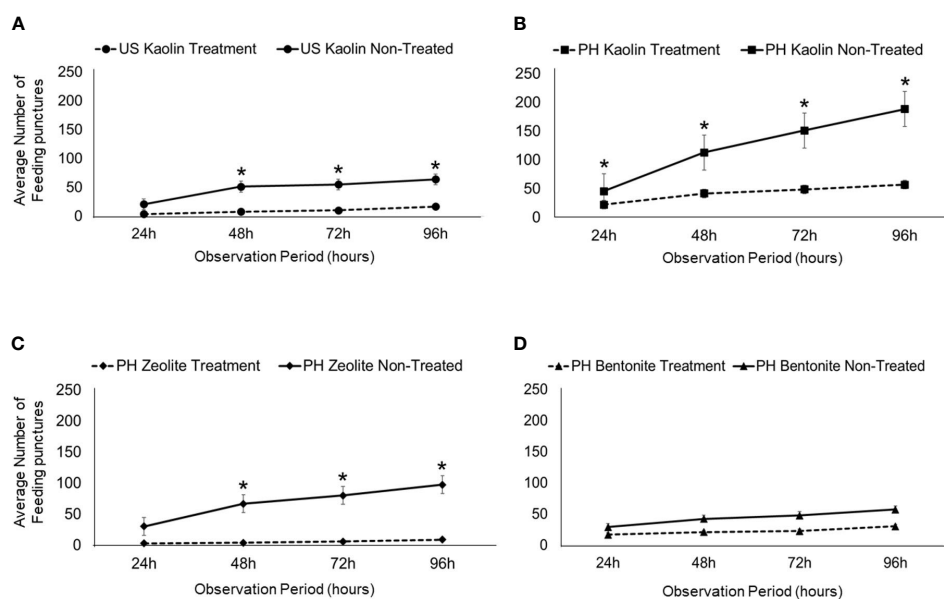 A
US Kaolin Treatment US Kaolin Non-Treated
Average Number of
Feeding punctures
250
200
150
100
50
0
* * *
24h 48h 72h 96h
Observation Period (hours)
B
PH Kaolin Treatment PH Kaolin Non-Treated
250
200
150
100
50
0
* * * *
24h 48h 72h 96h
Observation Period (hours)
C
PH Zeolite Treatment PH Zeolite Non-Treated
Average Number of
Feeding punctures
250
200
150
100
50
0
* * *
24h 48h 72h 96h
Observation Period (hours)
D
PH Bentonite Treatment PH Bentonite Non-Treated
250
200
150
100
50
0
24h 48h 72h 96h
Observation Period (hours)